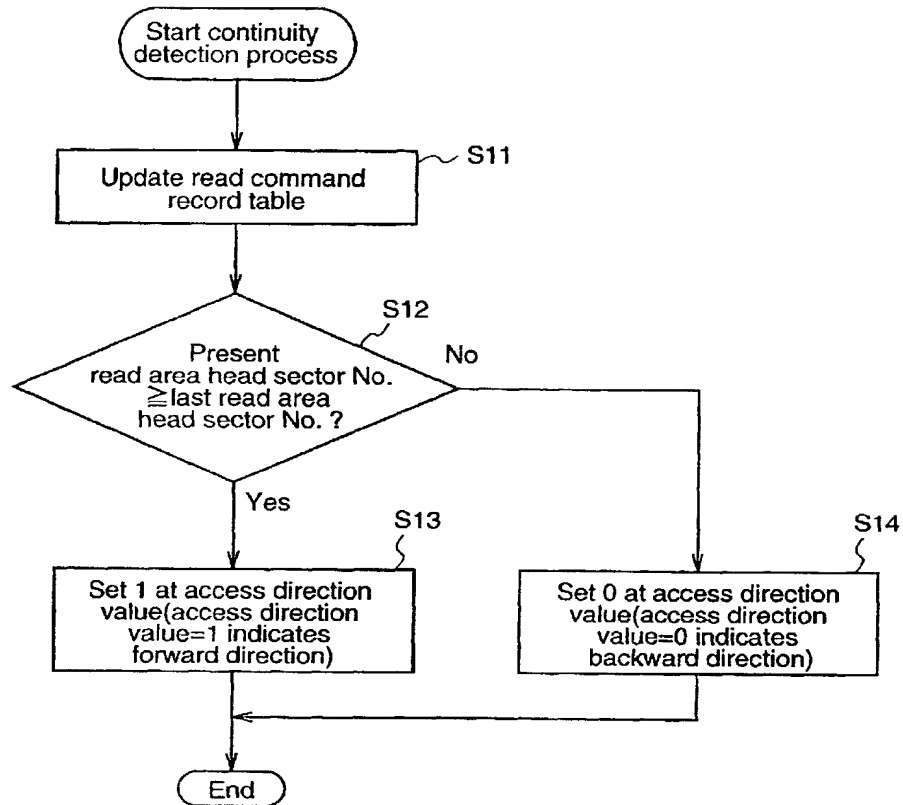 Start continuity
detection process
S11
Update read command
record table
S12
Present
read area head sector No.
≧last read area
head sector No. ?
No
Yes
S13
Set 1 at access direction
value(access direction
value=1 indicates
forward direction)
S14
Set 0 at access direction
value(access direction
value=0 indicates
backward direction)
End